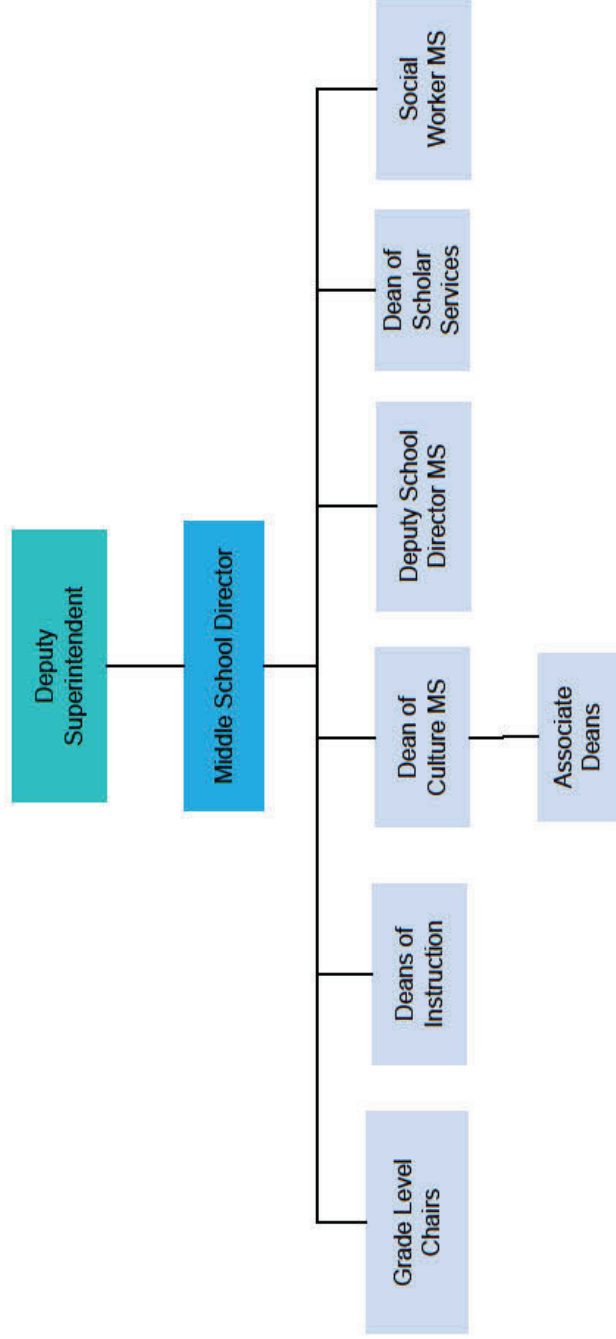 Deputy
Superintendent
Middle School Director
Grade Level
Chairs
Deans of
Instruction
Dean of
Culture MS
Deputy School
Director MS
Dean of
Scholar
Services
Social
Worker MS
Associate
Deans